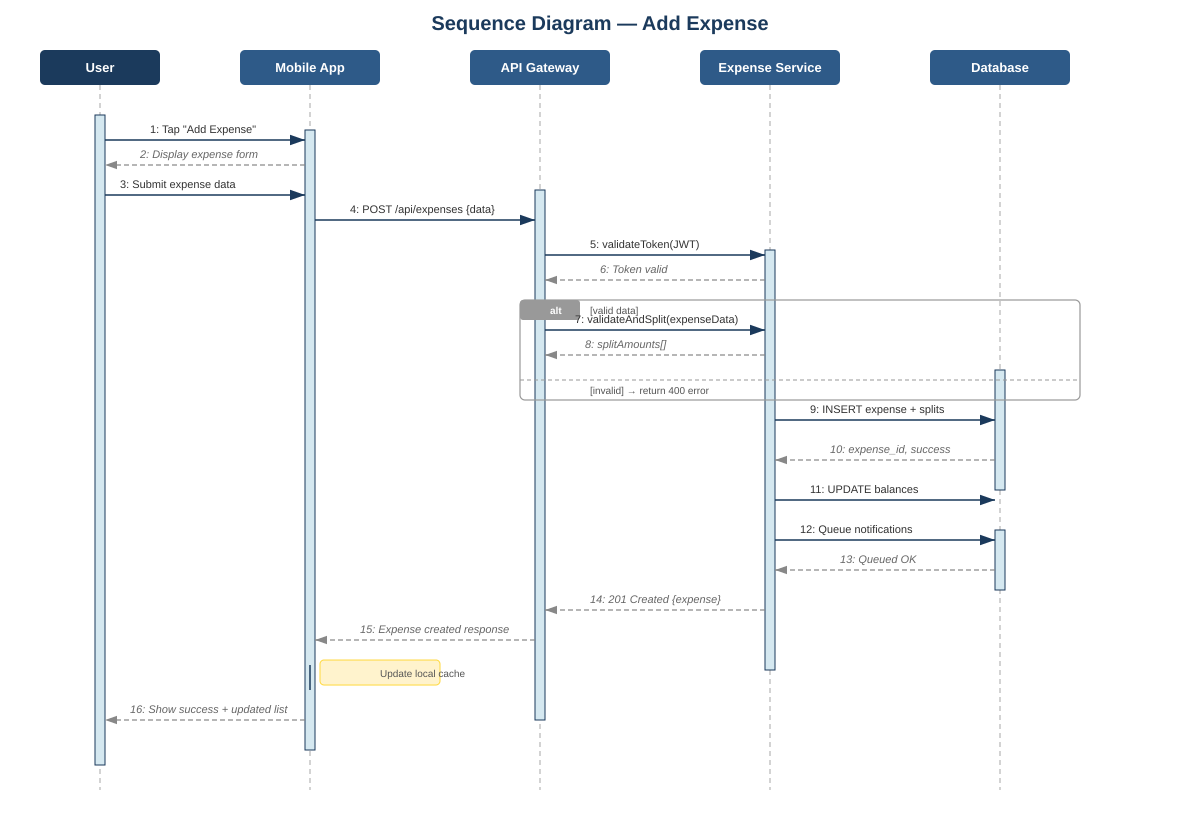 Sequence Diagram — Add Expense
User
Mobile App
API Gateway
Expense Service
Database
1: Tap "Add Expense"
2: Display expense form
3: Submit expense data
4: POST /api/expenses {data}
5: validateToken(JWT)
6: Token valid
alt
[valid data]
7: validateAndSplit(expenseData)
8: splitAmounts[]
[invalid] → return 400 error
9: INSERT expense + splits
10: expense_id, success
11: UPDATE balances
12: Queue notifications
13: Queued OK
14: 201 Created {expense}
15: Expense created response
Update local cache
16: Show success + updated list